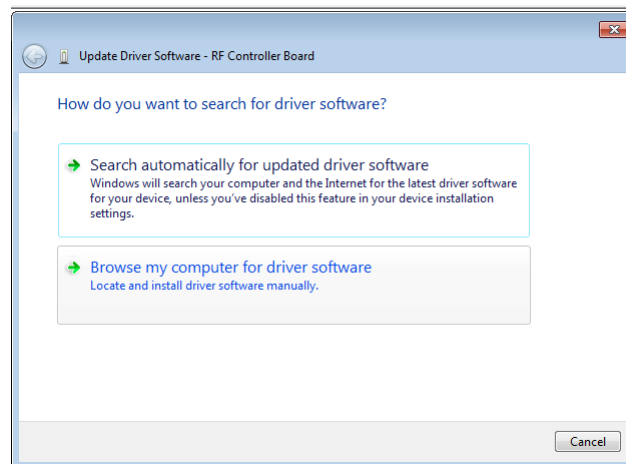 Update Driver Software - RF Controller Board
How do you want to search for driver software?
Search automatically for updated driver software
Windows will search your computer and the Internet for the latest driver software
for your device, unless you've disabled this feature in your device installation
settings.
Browse my computer for driver software
Locate and install driver software manually.
Cancel